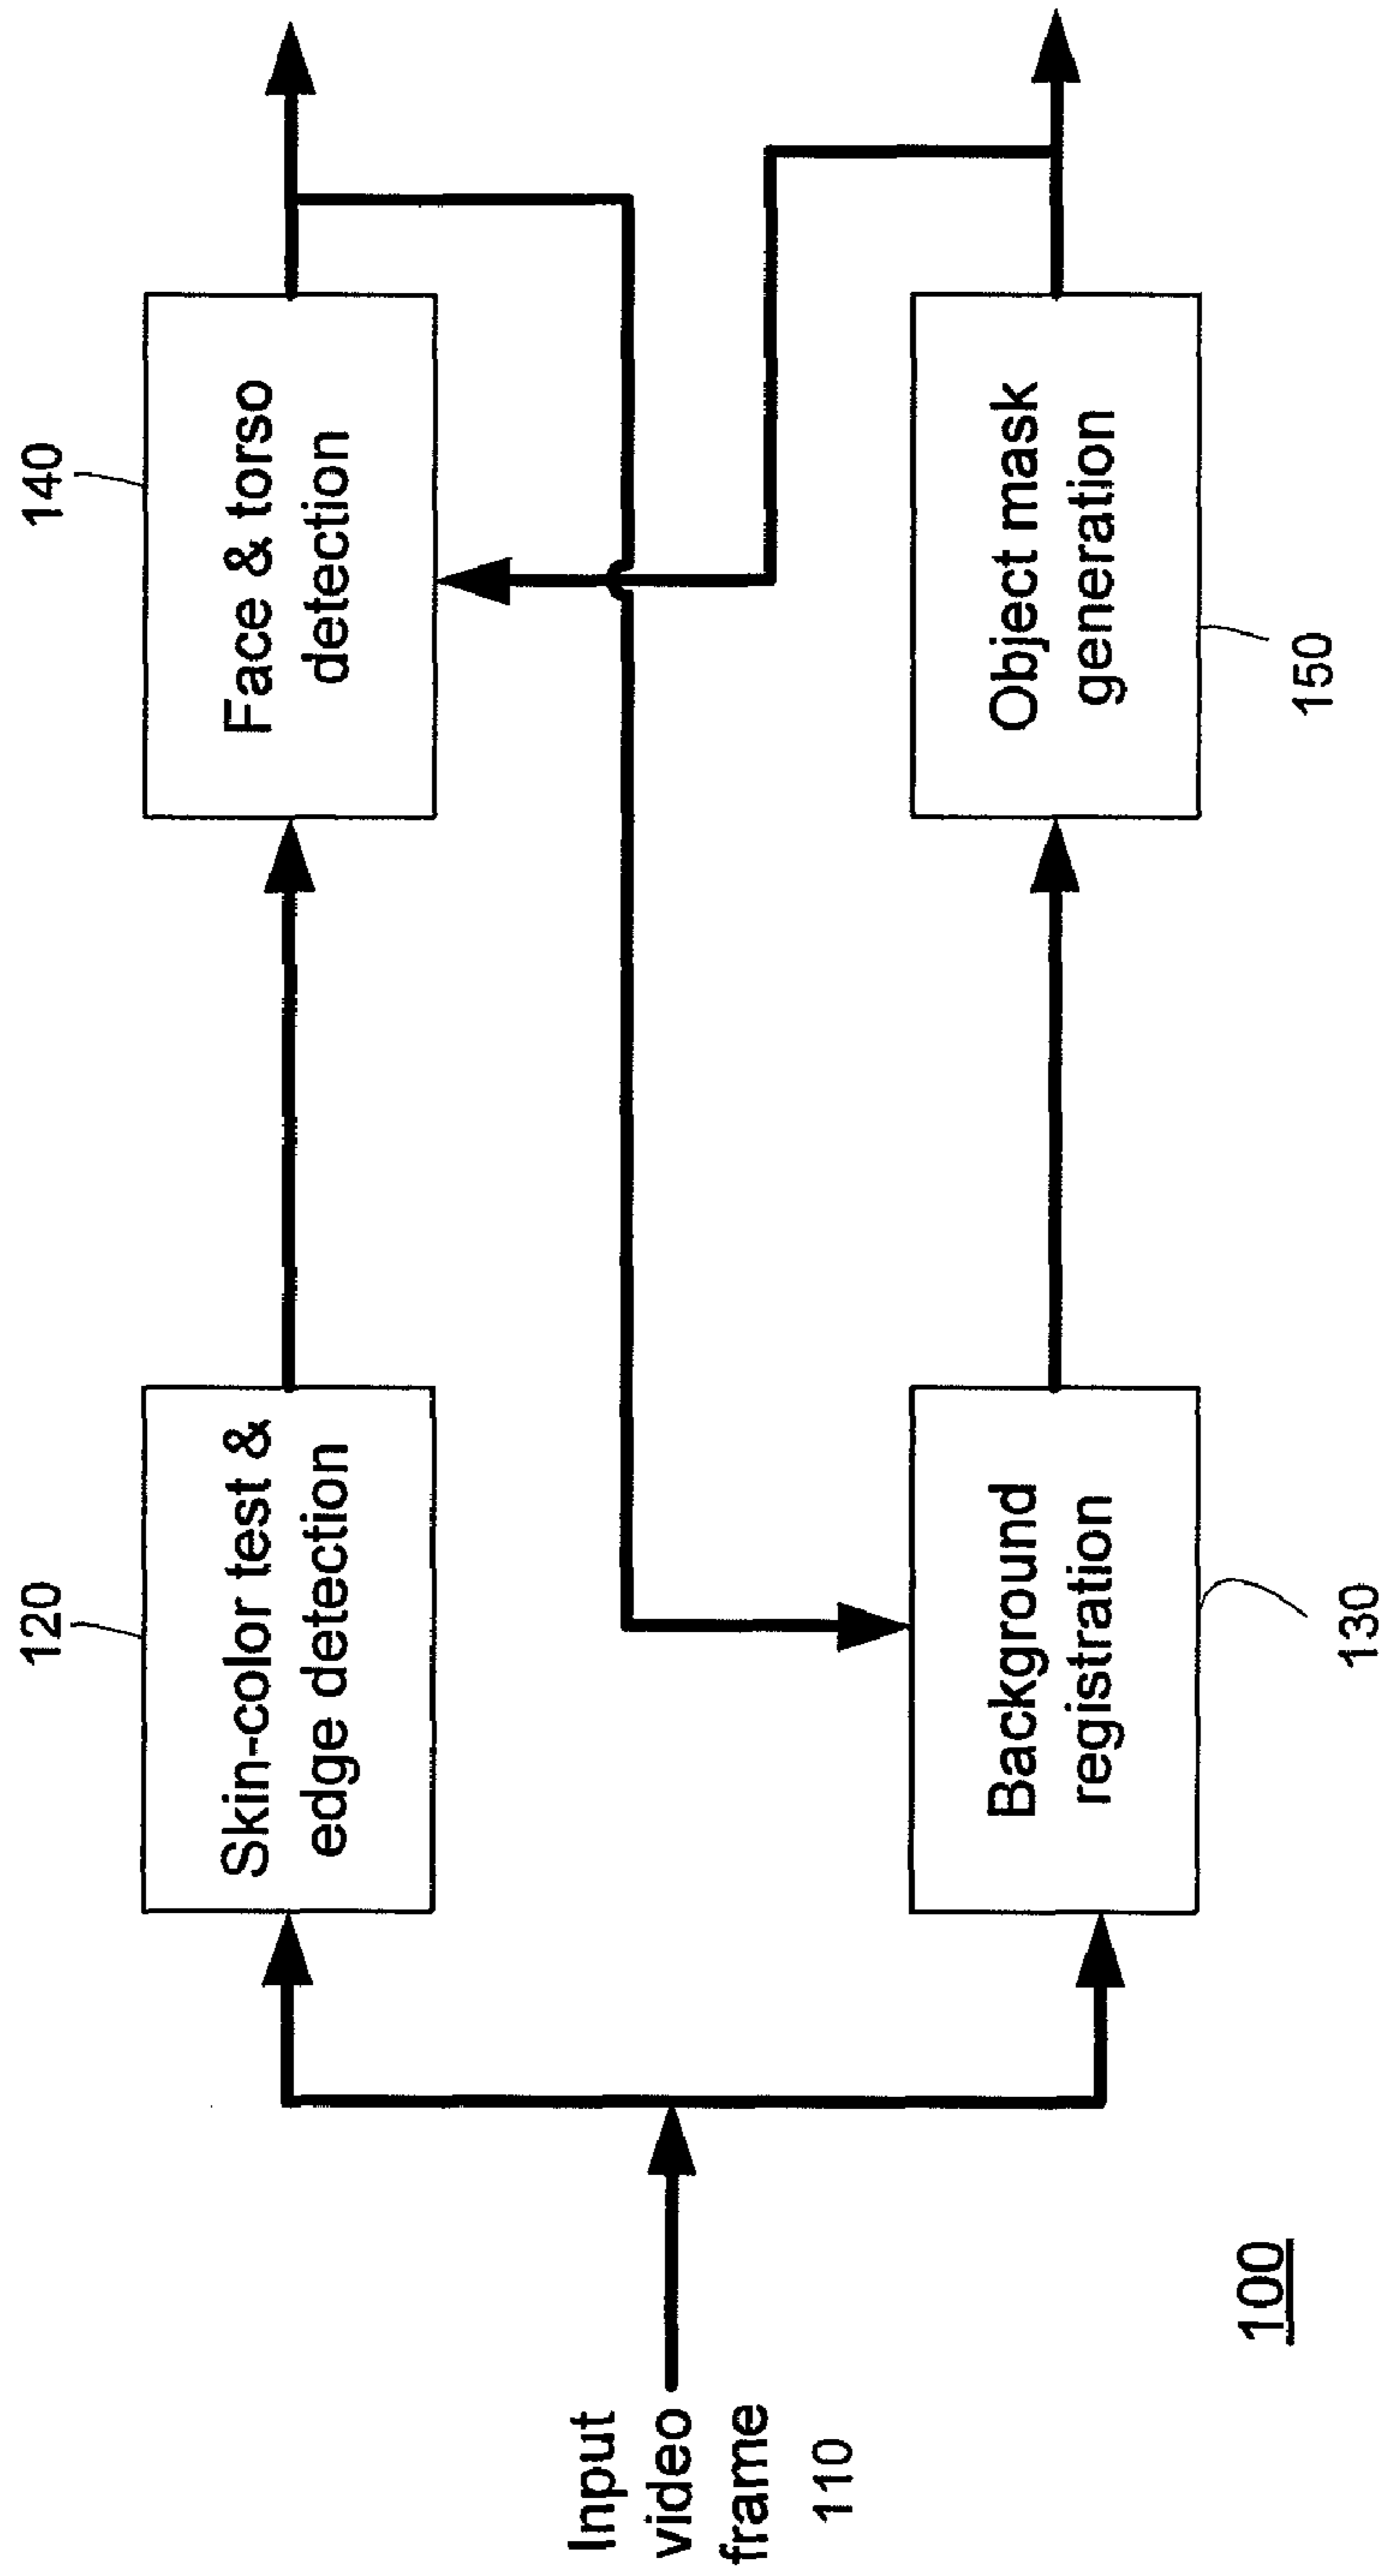 120
Skin-color test &
edge detection
140
Face & torso
detection
Input
video
frame
110
Background
registration
130
Object mask
generation
150
100